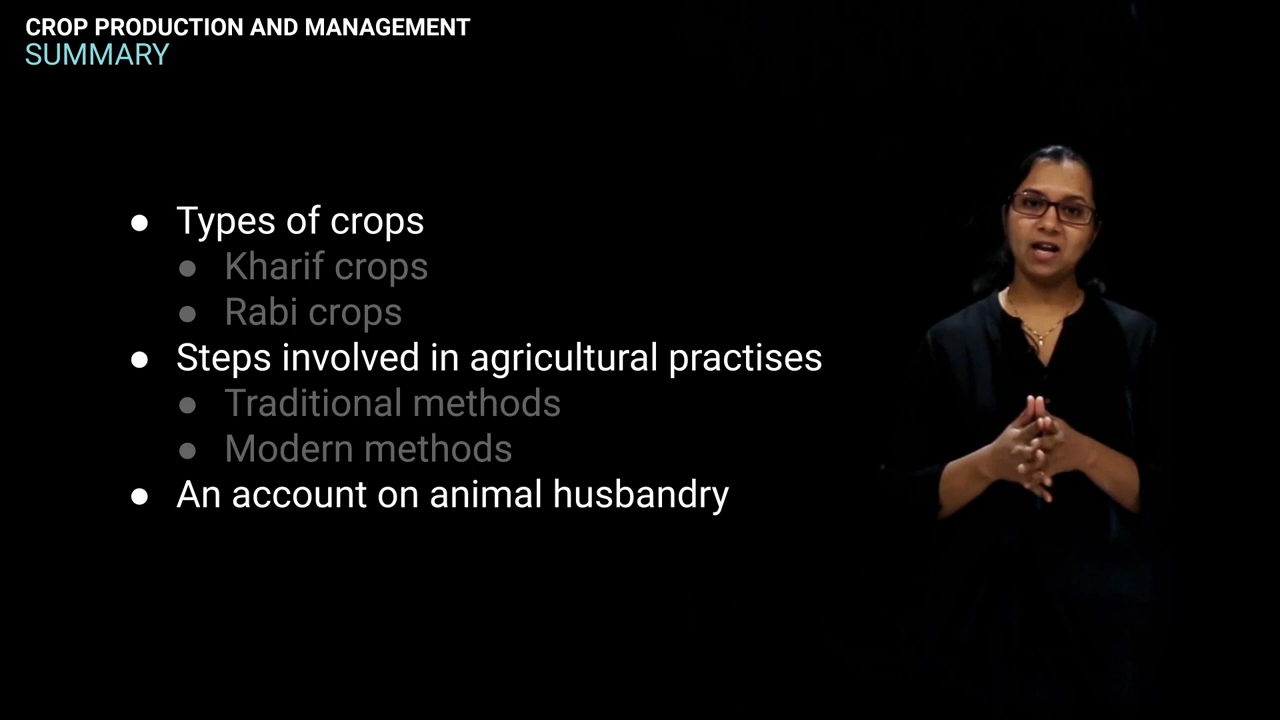 CROP PRODUCTION AND MANAGEMENT
SUMMARY
● Types of crops
● Kharif crops
● Rabi crops
● Steps involved in agricultural practises
● Traditional methods
● Modern methods
● An account on animal husbandry